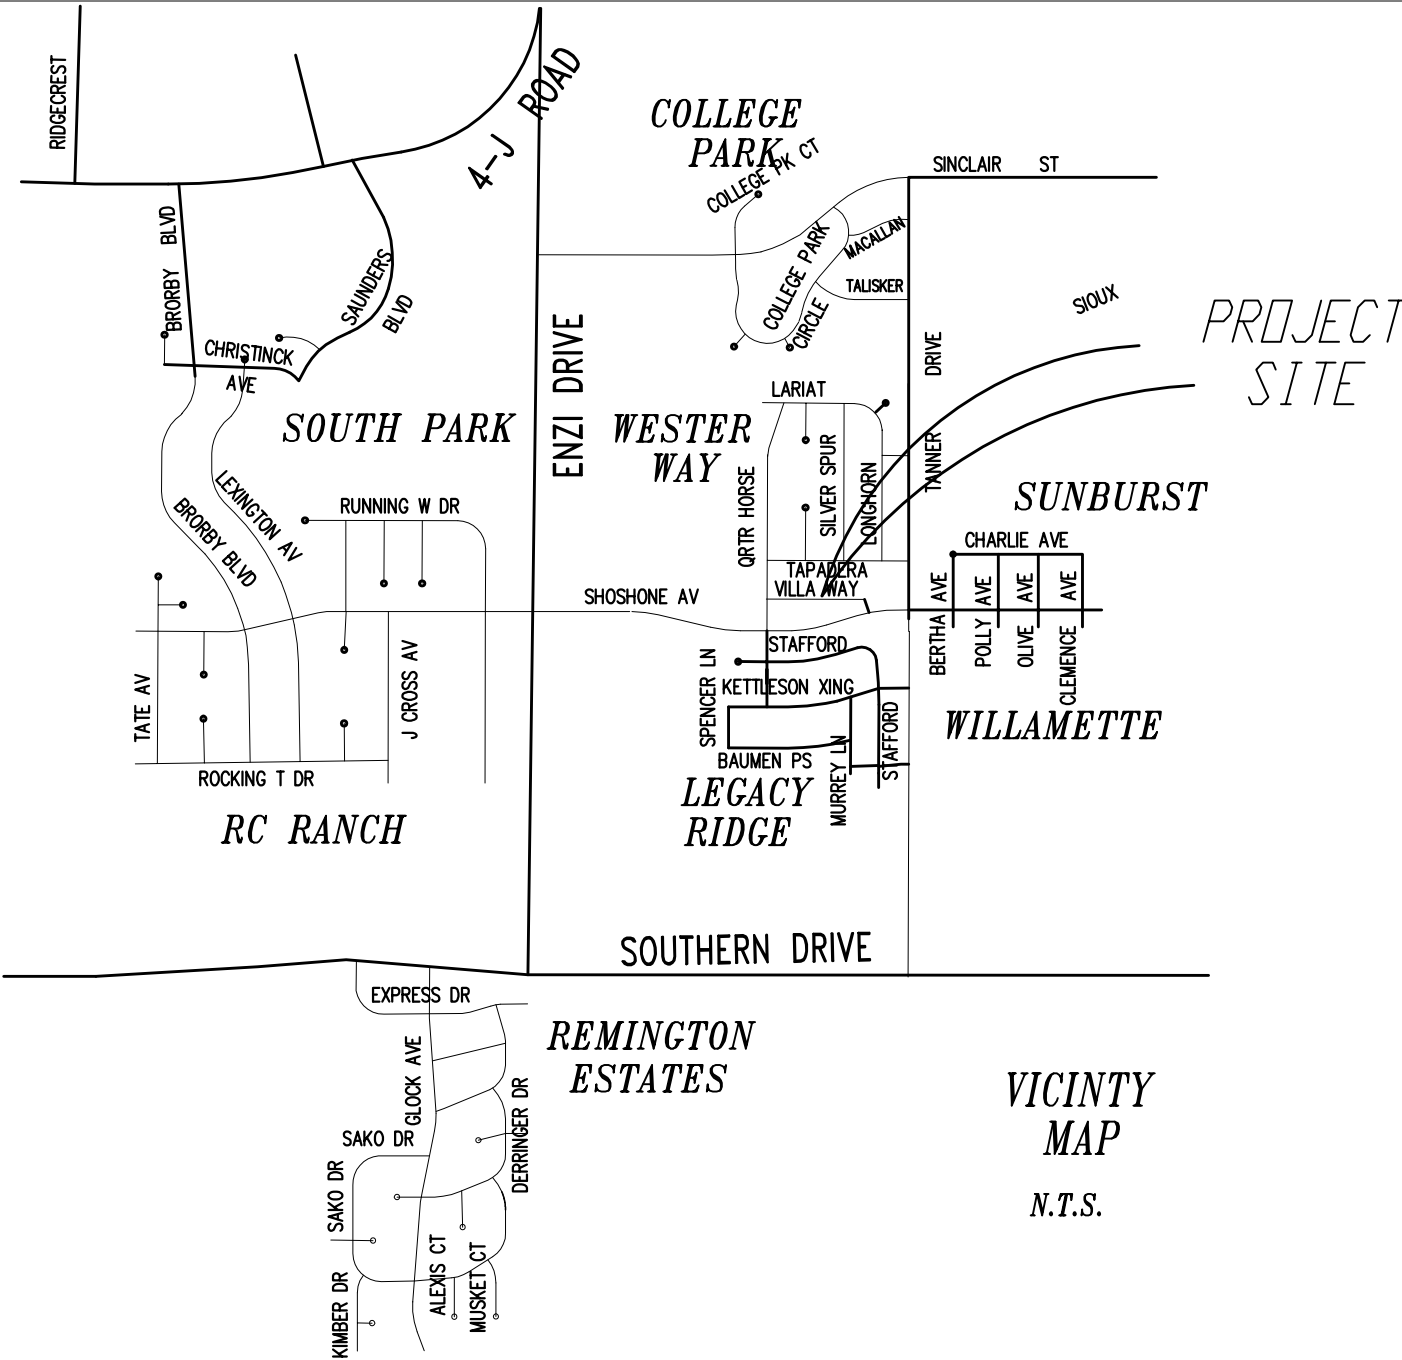 RIDGECREST
4-J ROAD
COLLEGE
PARK
COLLEGE PK CT
SINCLAIR ST
BRORBY BLVD
SAUNDERS
BLVD
COLLEGE PARK
CIRCLE
MACALLAN
TALISKER
SIOUX
PROJECT
SITE
CHRISTINCK
AVE
ENZI DRIVE
TANNER DRIVE
LARIAT
SOUTH PARK
WESTER
WAY
QRTR HORSE
SILVER SPUR
LONGHORN
LEXINGTON AV
BRORBY BLVD
RUNNING W DR
SUNBURST
CHARLIE AVE
TAPADERA
VILLA WAY
SHOSHONE AV
BERTHA AVE
POLLY AVE
OLIVE AVE
CLEMENCE AVE
STAFFORD
SPENCER LN
KETTLESON XING
TATE AV
J CROSS AV
STAFFORD
WILLAMETTE
BAUMEN PS
MURREY LN
ROCKING T DR
LEGACY
RIDGE
RC RANCH
SOUTHERN DRIVE
EXPRESS DR
REMINGTON
ESTATES
GLOCK AVE
DERRINGER DR
VICINTY
MAP
N.T.S.
SAKO DR
SAKO DR
ALEXIS CT
MUSKET CT
KIMBER DR